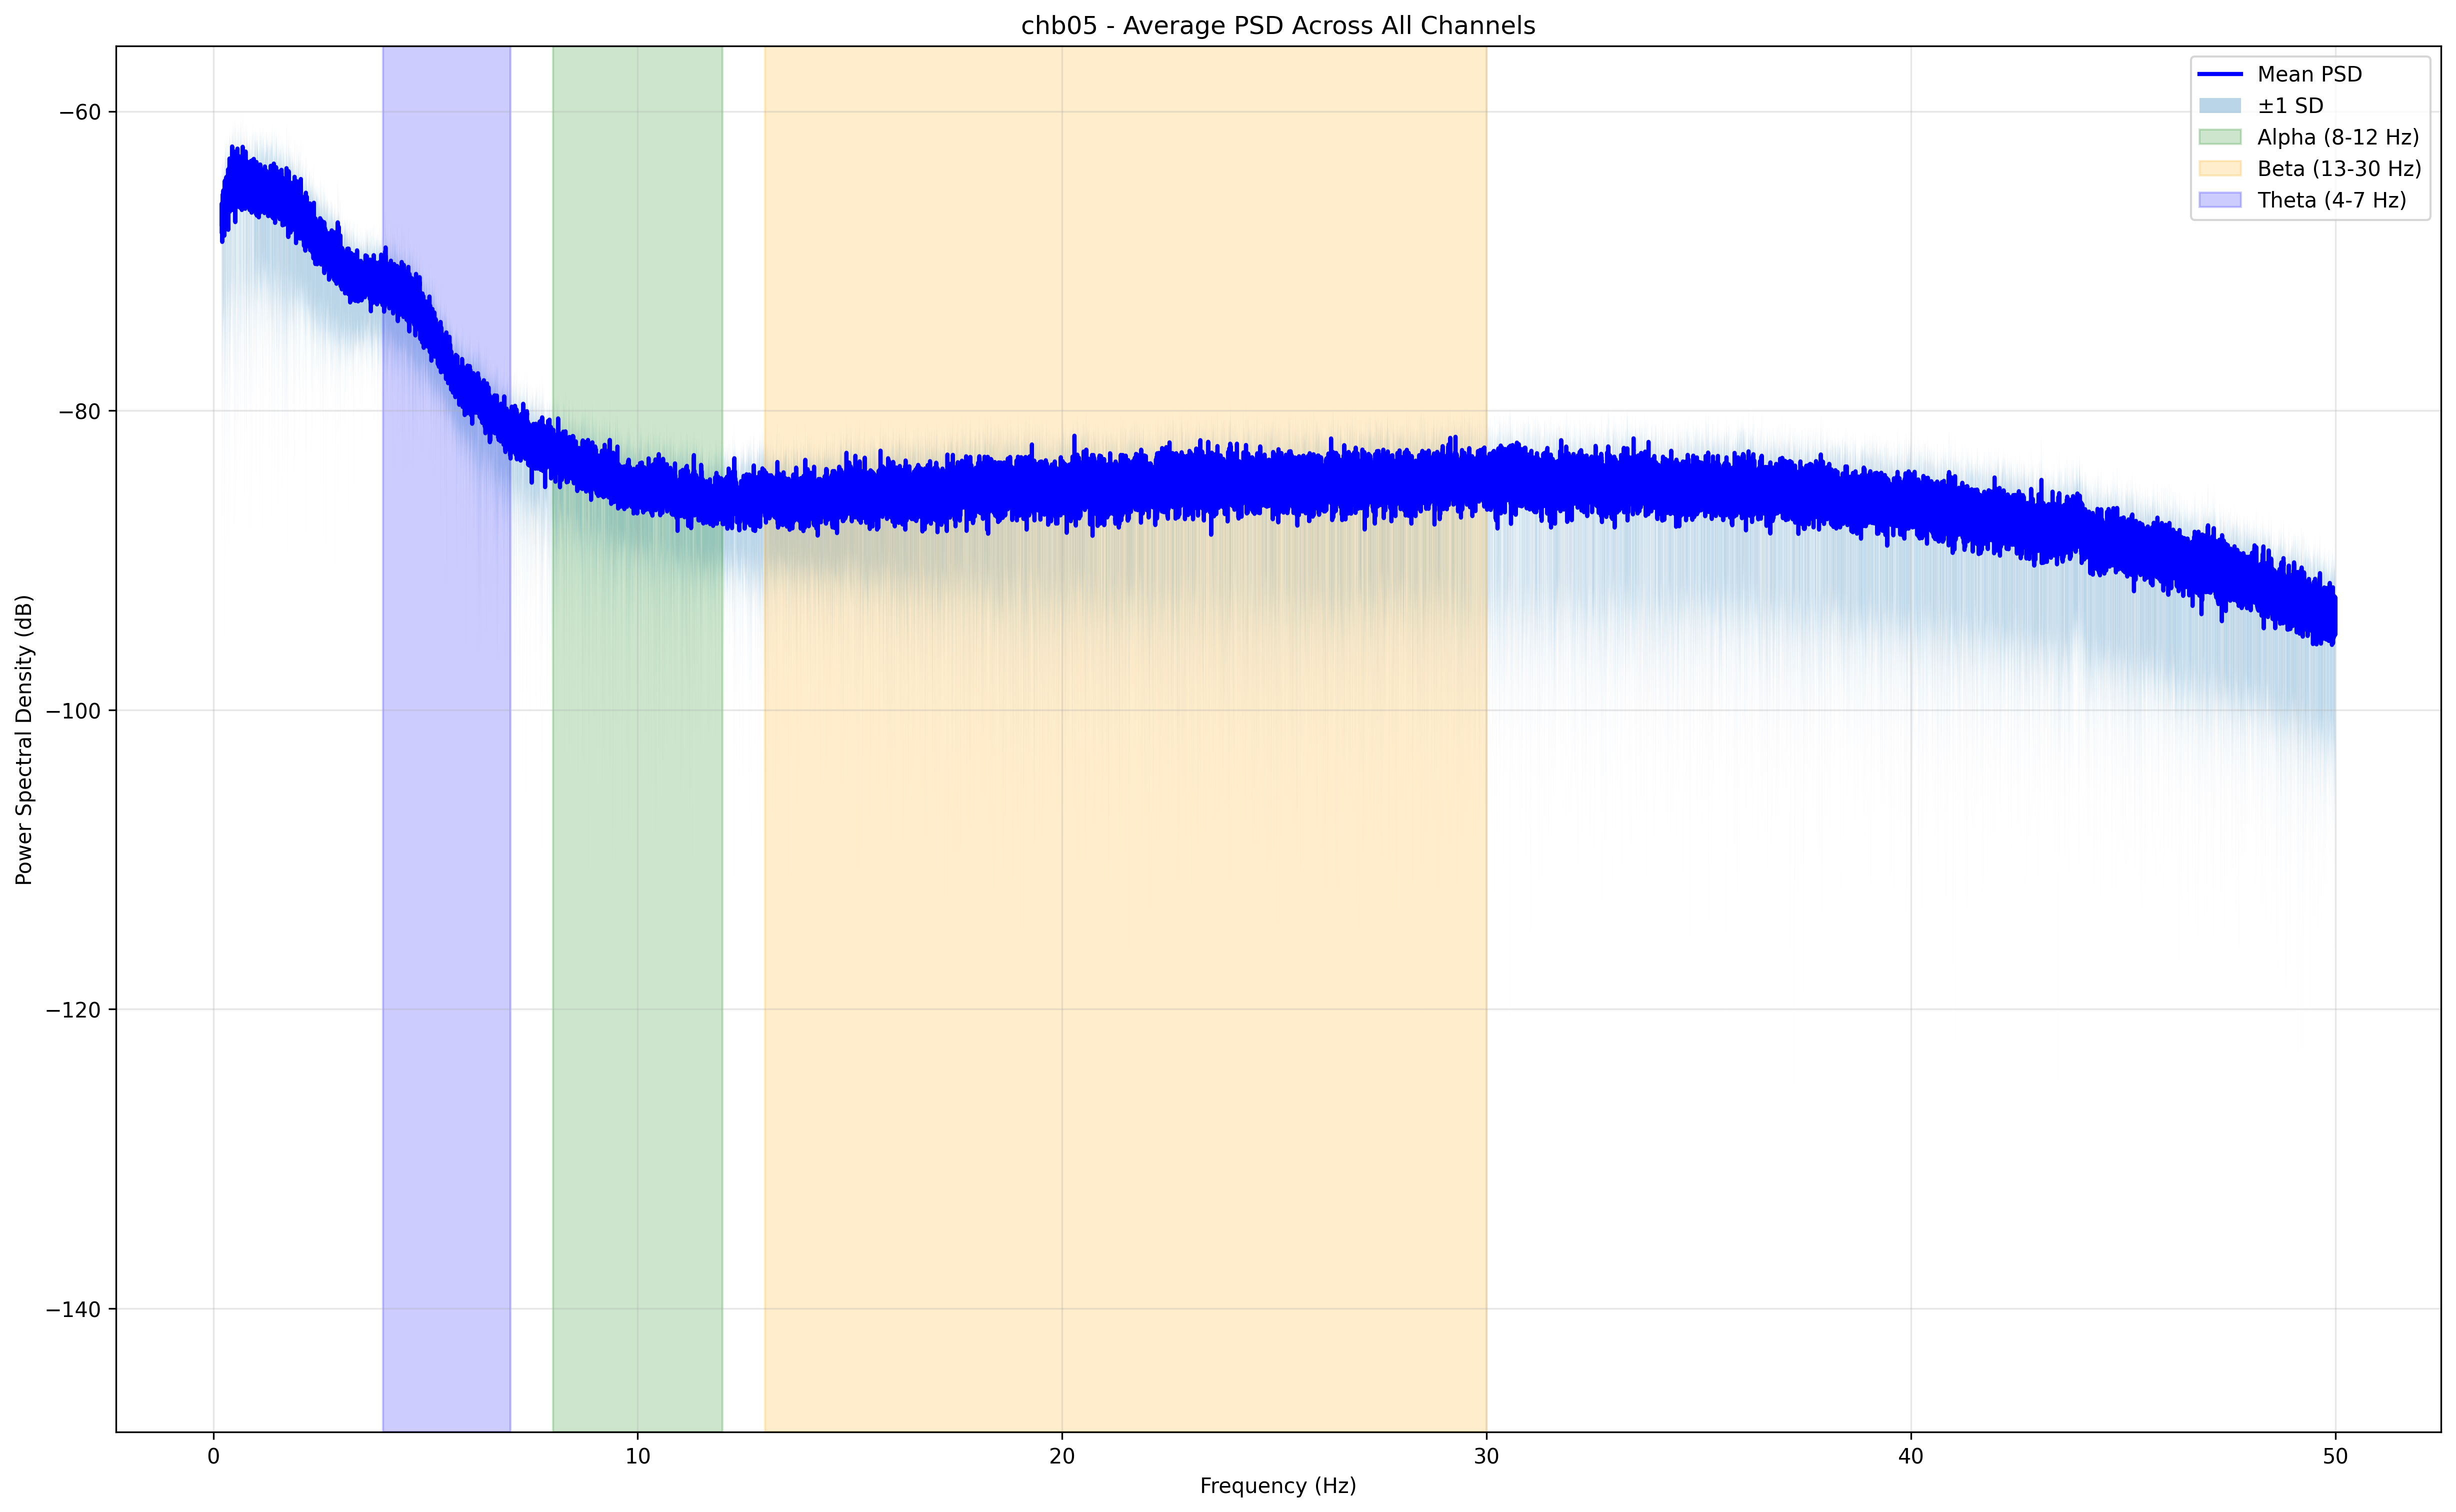 chb05 - Average PSD Across All Channels
Mean PSD
±1 SD
Alpha (8-12 Hz)
Beta (13-30 Hz)
Theta (4-7 Hz)
Power Spectral Density (dB)
−60
−80
−100
−120
−140
0 10 20 30 40 50
Frequency (Hz)